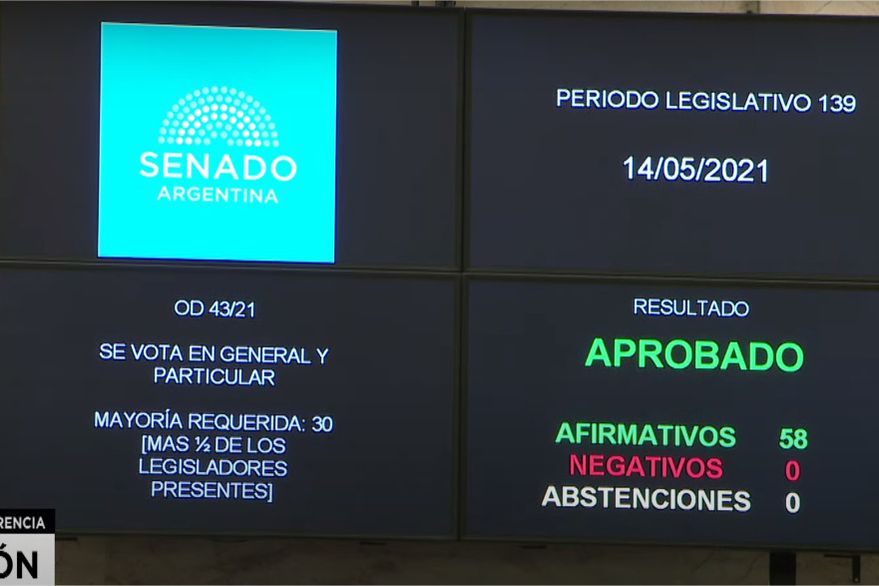 SENADO
ARGENTINA
PERIODO LEGISLATIVO 139
14/05/2021
OD 43/21
SE VOTA EN GENERAL Y
PARTICULAR
MAYORÍA REQUERIDA: 30
[MAS ½ DE LOS
LEGISLADORES
PRESENTES]
RESULTADO
APROBADO
AFIRMATIVOS 58
NEGATIVOS 0
ABSTENCIONES 0
RENCIA
ÓN